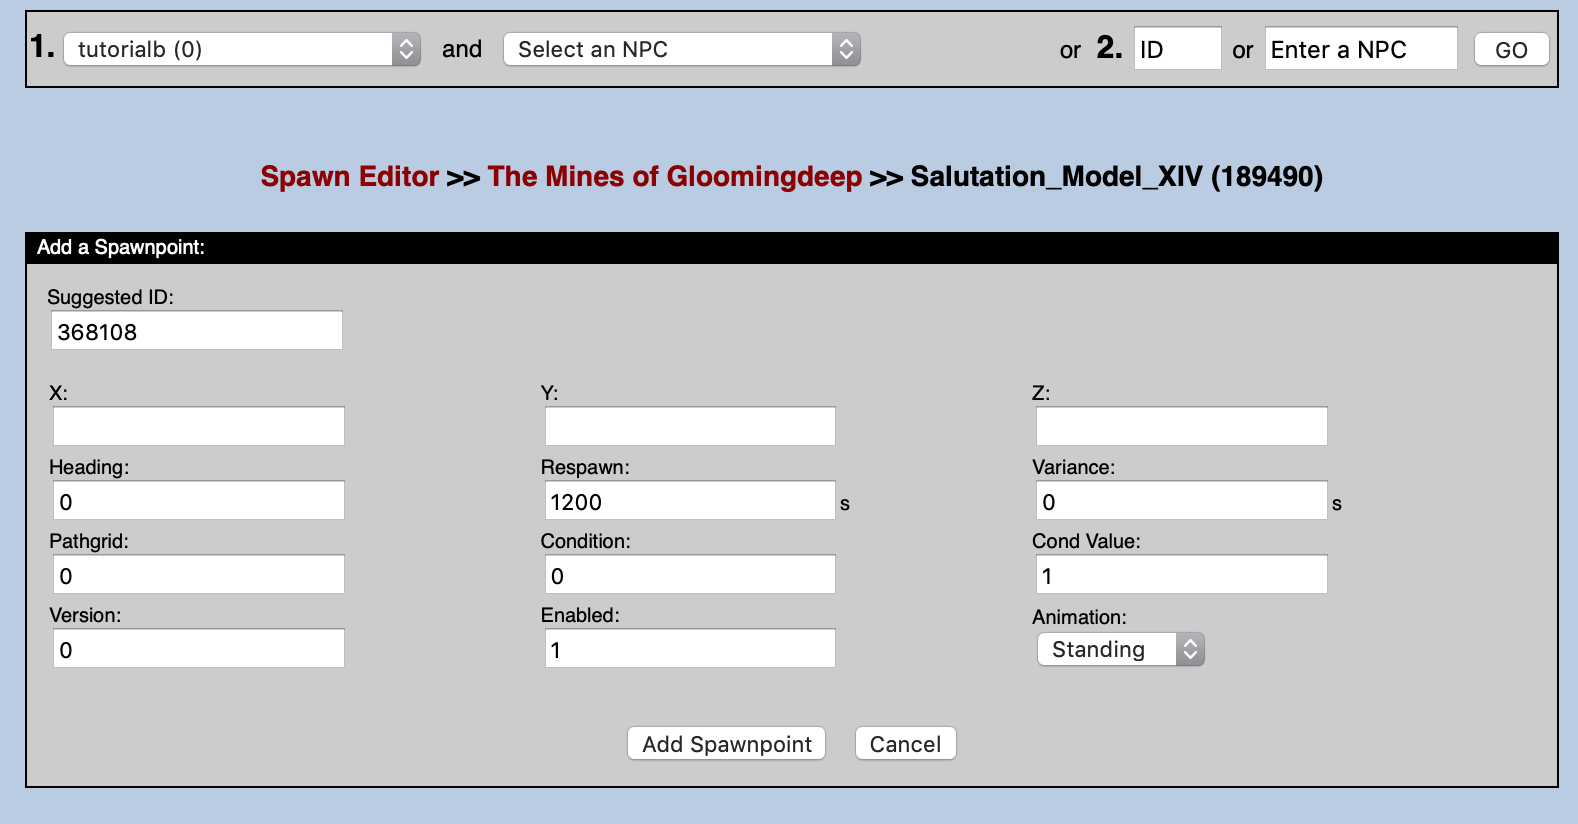 1. tutorialb (0) and Select an NPC or 2. ID or Enter a NPC GO
Spawn Editor >> The Mines of Gloomingdeep >> Salutation_Model_XIV (189490)
Add a Spawnpoint:
Suggested ID:
368108
X: Y: Z:
Heading: Respawn: Variance:
0 1200 s 0 s
Pathgrid: Condition: Cond Value:
0 0 1
Version: Enabled: Animation:
0 1 Standing
Add Spawnpoint Cancel